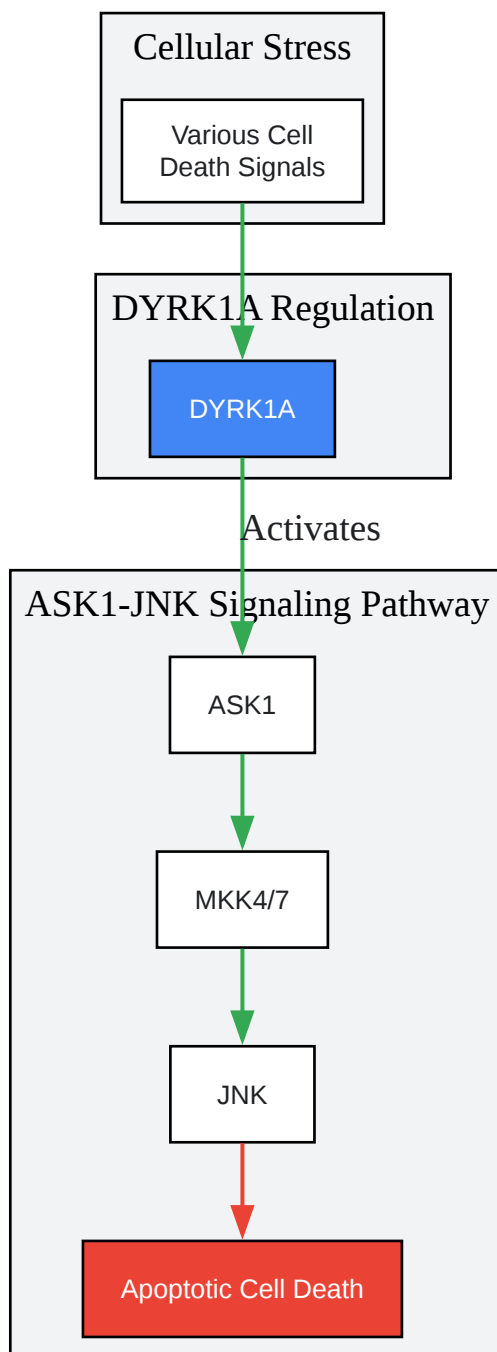 Cellular Stress
Various Cell
Death Signals
DYRK1A Regulation
DYRK1A
Activates
ASK1-JNK Signaling Pathway
ASK1
MKK4/7
JNK
Apoptotic Cell Death